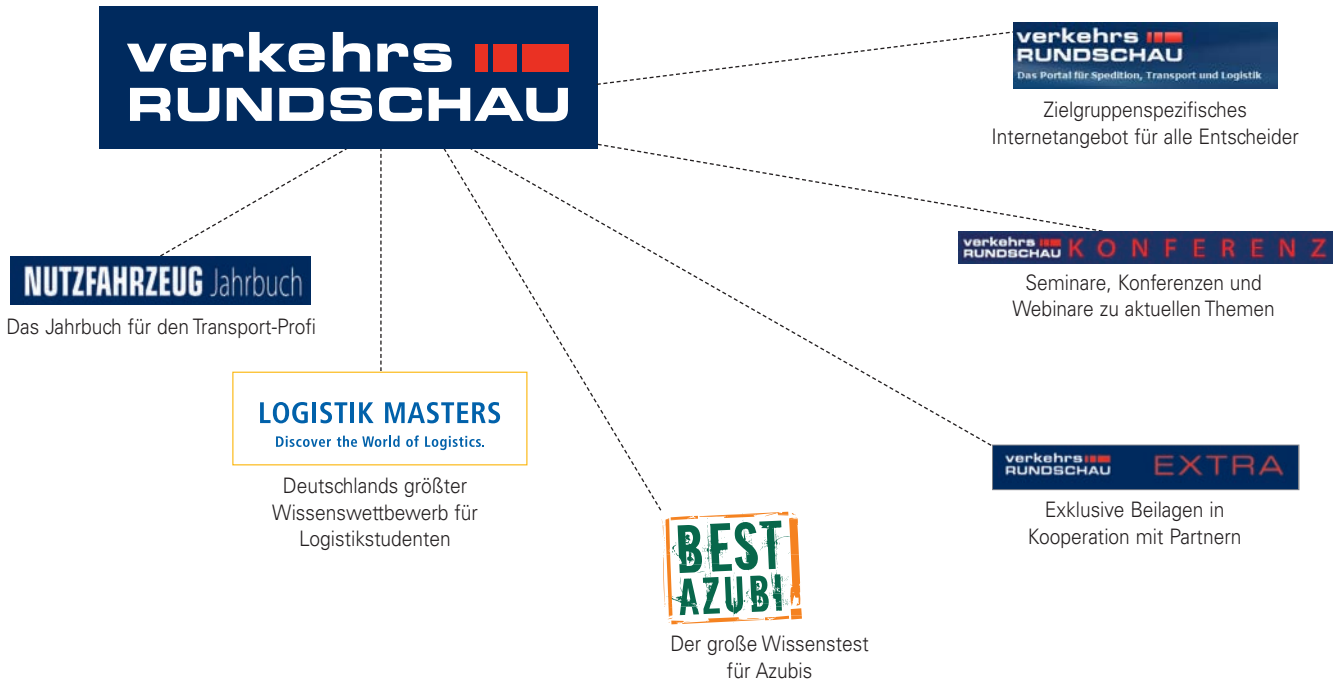 verkehrs
RUNDSCHAU
verkehrs
RUNDSCHAU
Das Portal für Spedition, Transport und Logistik
Zielgruppenspezifisches
Internetangebot für alle Entscheider
verkehrs
RUNDSCHAU KONFERENZ
Seminare, Konferenzen und
Webinare zu aktuellen Themen
NUTZFAHRZEUG Jahrbuch
Das Jahrbuch für den Transport-Profi
LOGISTIK MASTERS
Discover the World of Logistics.
Deutschlands größter
Wissenswettbewerb für
Logistikstudenten
verkehrs
RUNDSCHAU EXTRA
Exklusive Beilagen in
Kooperation mit Partnern
BEST
AZUBI
Der große Wissenstest
für Azubis